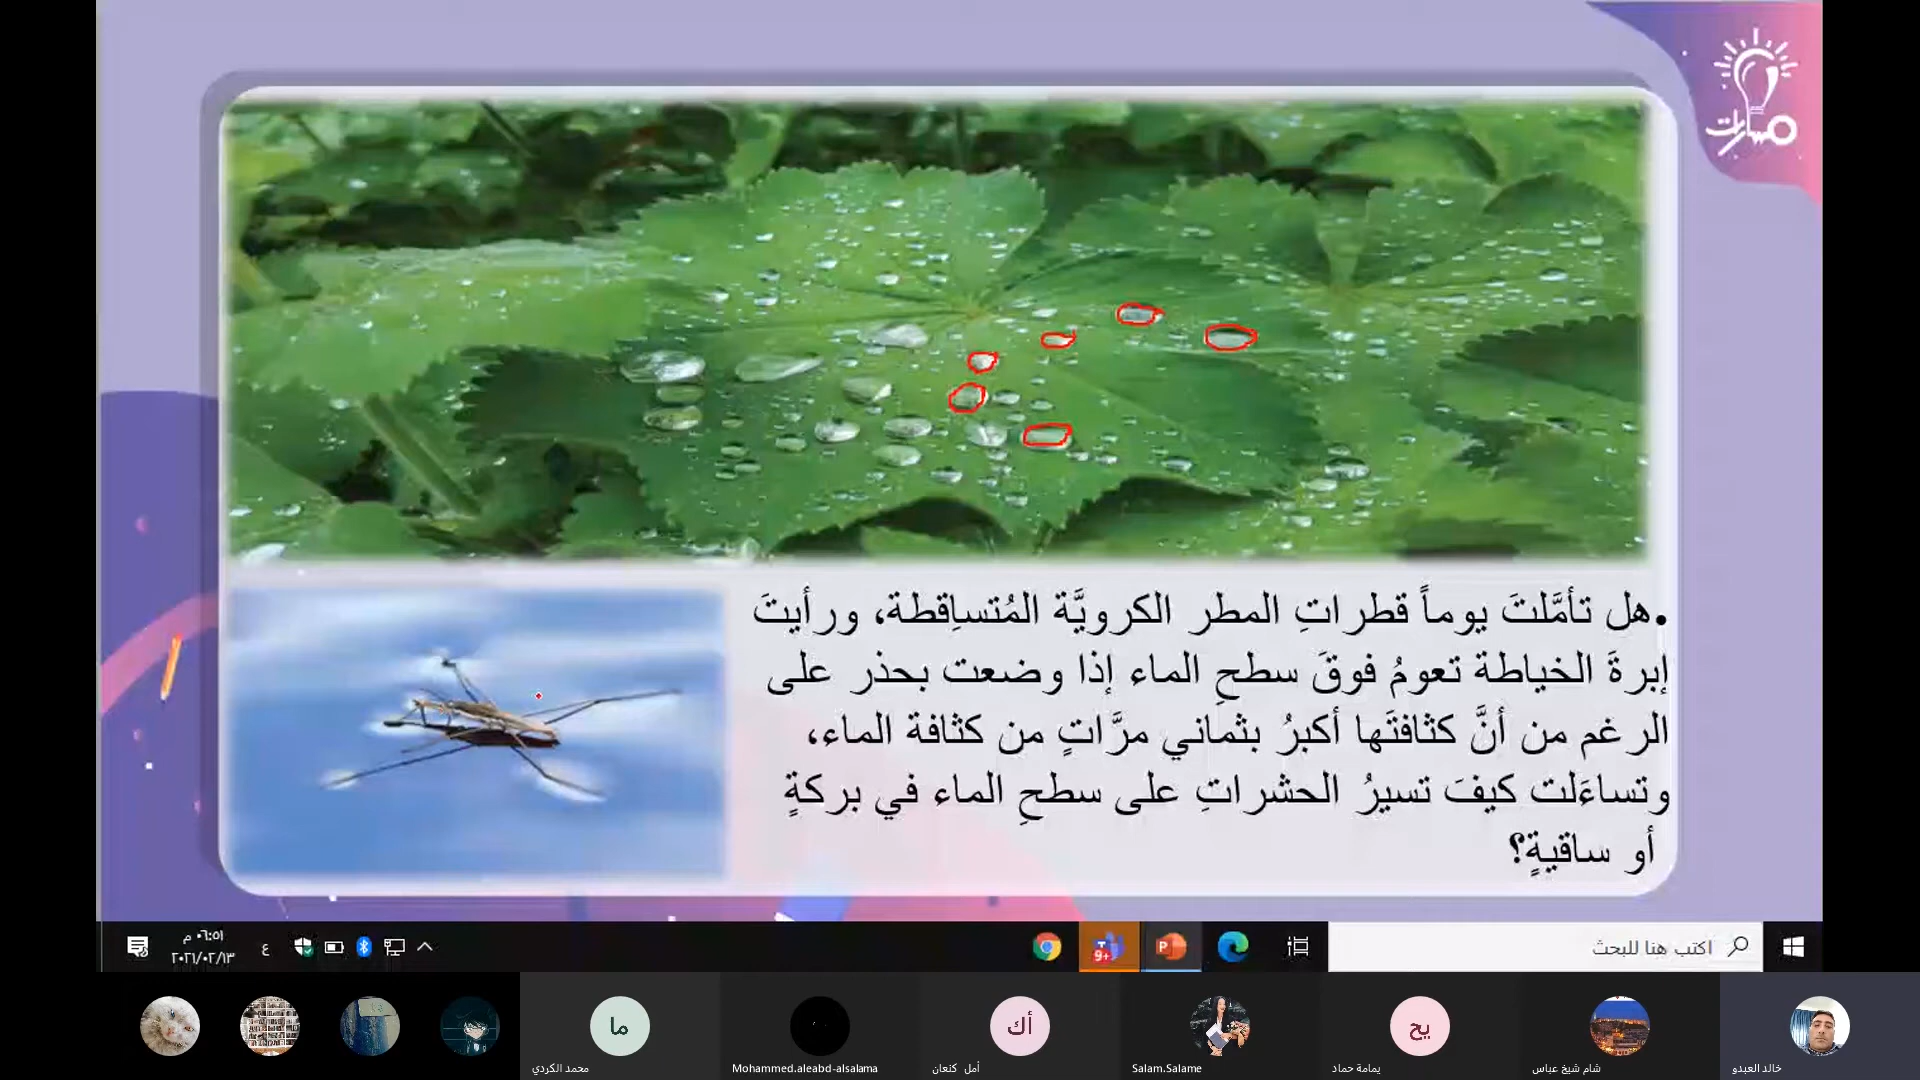 مسارات
•هل تأمَّلتَ يوماً قطراتِ المطر الكرويَّة المُتساِقطة، ورأيتَ
إبرةَ الخياطة تعومُ فوقَ سطحِ الماء إذا وضعت بحذر على
الرغم من أنَّ كثافتَها أكبرُ بثماني مرَّاتٍ من كثافة الماء،
وتساءَلت كيفَ تسيرُ الحشراتِ على سطحِ الماء في بركةٍ
أو ساقيةٍ؟
اكتب هنا للبحث
9+
ع
٠٦:٥١ م
٢٠٢١/٠٢/١٣
ما
أك
يح
محمد الكردي
Mohammed.aleabd-alsalama
أمل كنعان
Salam.Salame
يمامة حماد
شام شيخ عباس
خالد العبدو